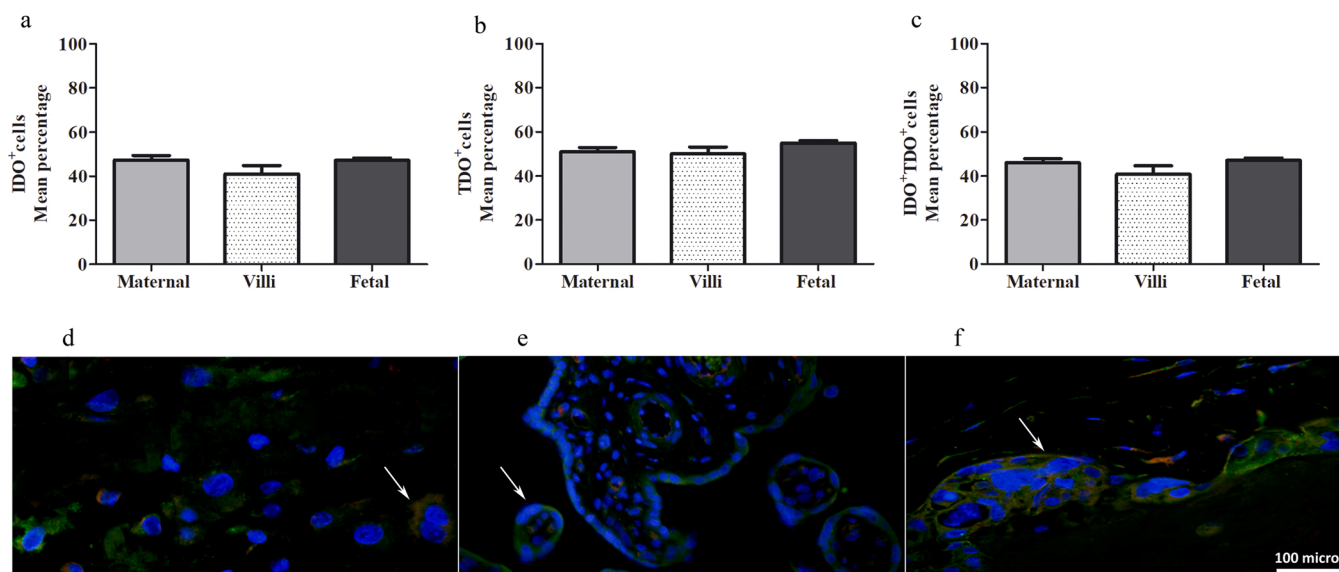 a
IDO⁺cells
Mean percentage
100
80
60
40
20
0
Maternal Villi Fetal
b
TDO⁺cells
Mean percentage
100
80
60
40
20
0
Maternal Villi Fetal
c
IDO⁺TDO⁺cells
Mean percentage
100
80
60
40
20
0
Maternal Villi Fetal
d
e
f
100 micro